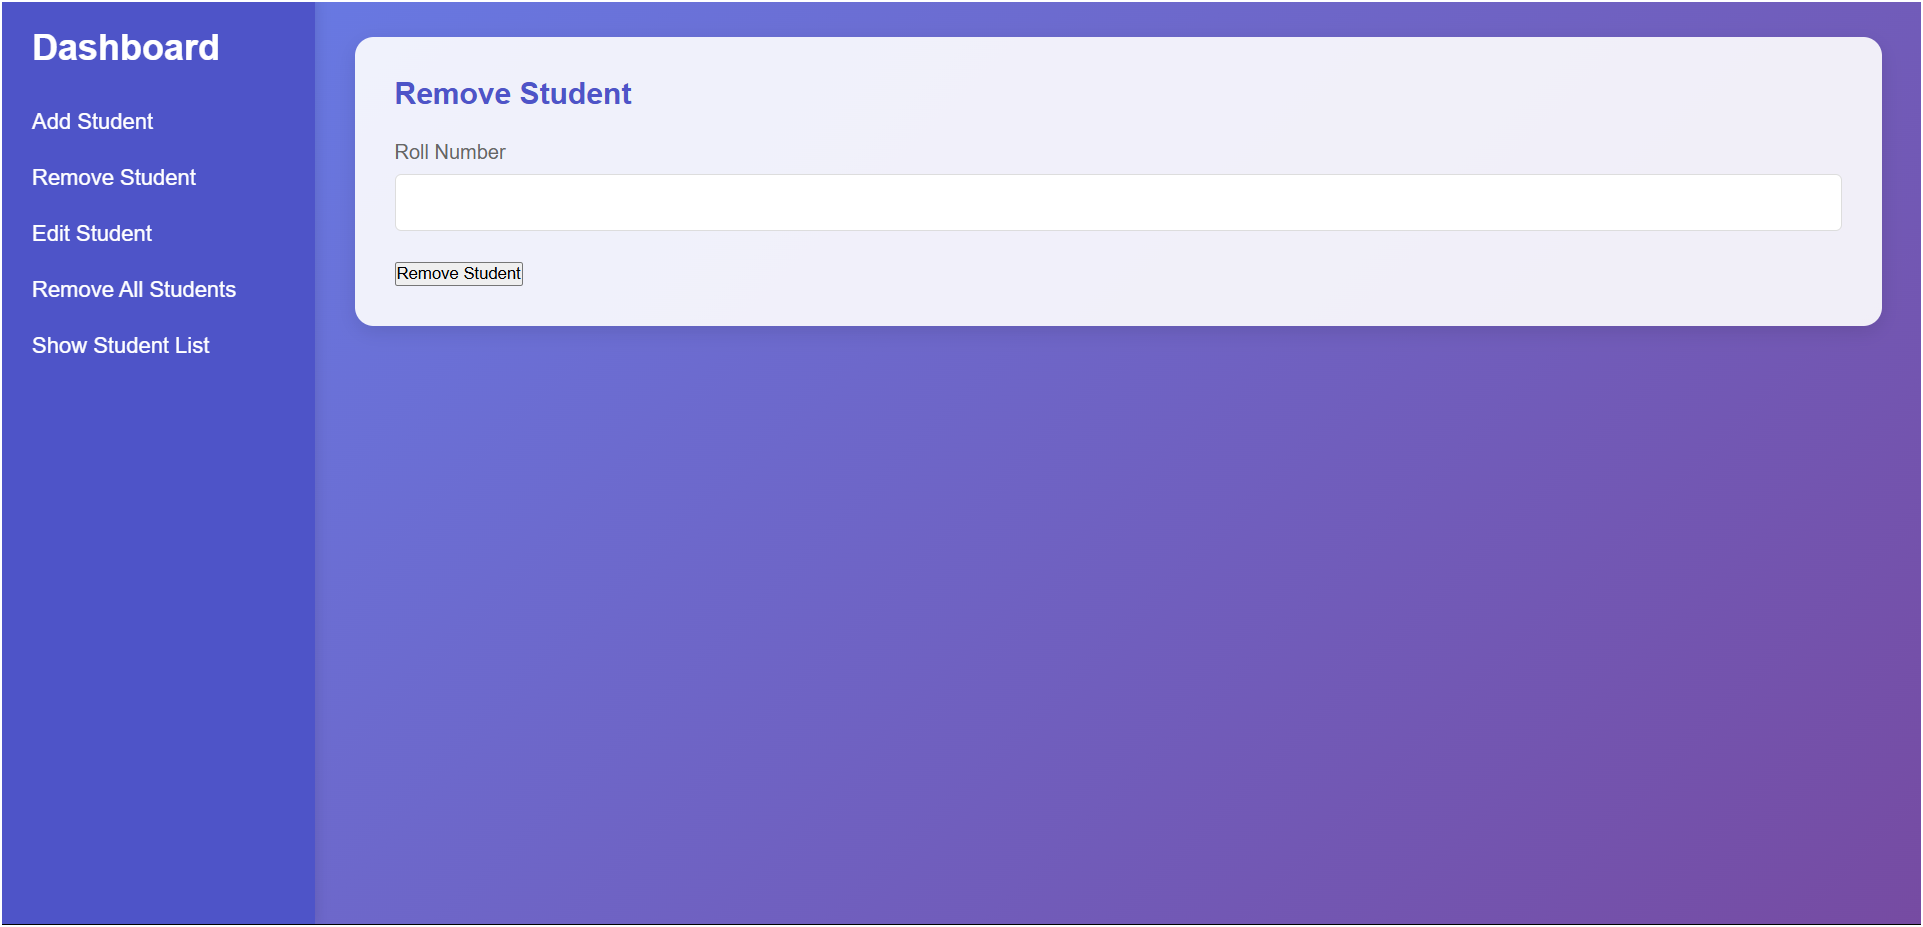 Dashboard
Add Student
Remove Student
Edit Student
Remove All Students
Show Student List
Remove Student
Roll Number
Remove Student